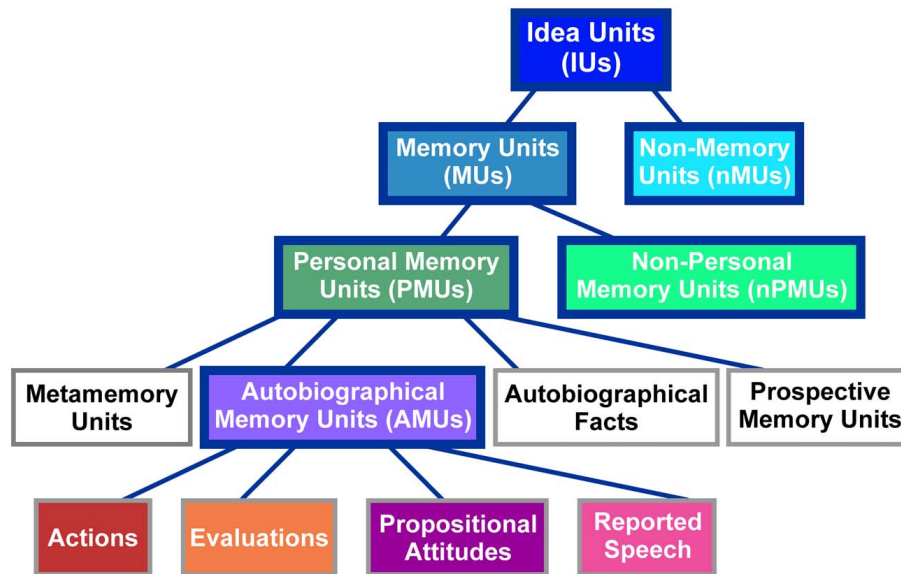 Idea Units
(IUs)
Memory Units
(MUs)
Non-Memory
Units (nMUs)
Personal Memory
Units (PMUs)
Non-Personal
Memory Units (nPMUs)
Metamemory
Units
Autobiographical
Memory Units (AMUs)
Autobiographical
Facts
Prospective
Memory Units
Actions
Evaluations
Propositional
Attitudes
Reported
Speech